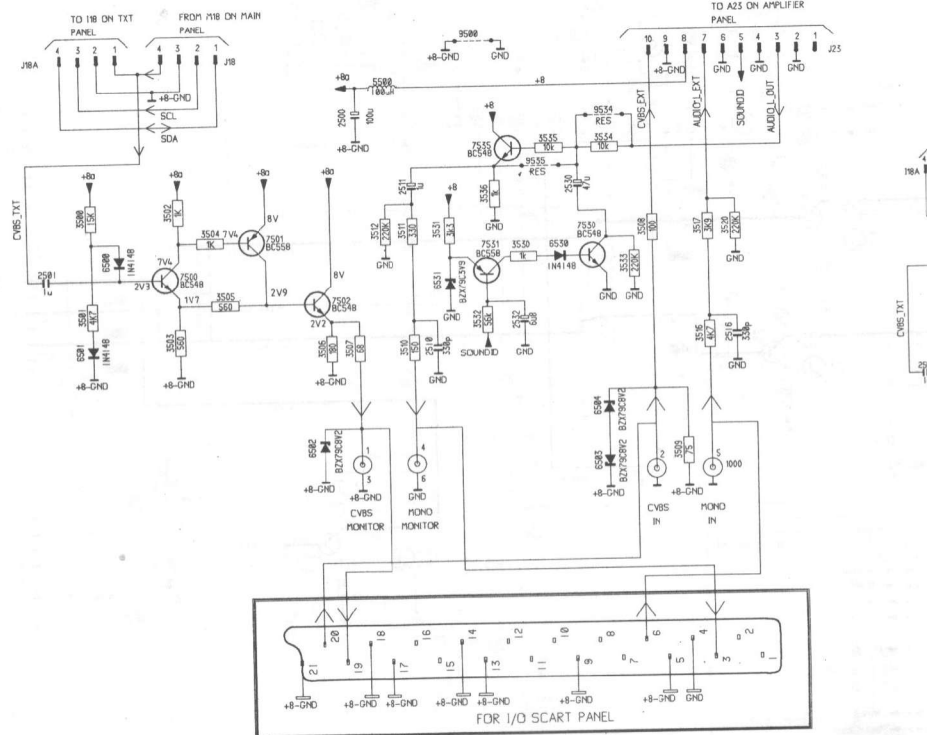 TO I18 ON TXT
PANEL
FROM M18 ON MAIN
PANEL
TO A23 ON AMPLIFIER
PANEL
J18A
4 3 2 1
4 3 2 1
J18
10 9 8 7 6 5 4 3 2 1
J23
+8-GND
SCL
SDA
9500
+8-GND
GND
+8a
5500
100uH
+8
2500
100u
+8-GND
+8-GND
GND
GND
GND
CVBS_EXT
AUDIO_L_EXT
SOUNDID
AUDIO_L_OUT
9534
RES
7535
BC548
3535
10k
3534
10k
9535
RES
2511
1u
3536
1k
GND
2530
47u
+8
CVBS_TXT
+8a
+8a
+8a
+8a
3500
15K
3502
1K
3504
1K
7V4
8V
7501
BC558
6500
1N4148
7V4
7500
BC548
2501
1u
2V3
1V7
3505
560
2V9
8V
7502
BC548
2V2
3501
4K7
6501
1N4148
+8-GND
3503
560
+8-GND
3506
180
+8-GND
3507
68
3512
220K
GND
3511
330
3531
3K3
7531
BC558
3530
1k
6530
1N4148
7530
BC548
3533
220K
GND
GND
6531
BZX79C3V9
GND
3532
56k
SOUNDID
2532
6u8
GND
3510
150
2510
330p
GND
3508
100
3517
3K9
3520
220K
GND
3516
4K7
2516
330p
GND
6502
BZX79C8V2
+8-GND
1
3
+8-GND
CVBS
MONITOR
4
6
GND
MONO
MONITOR
6504
BZX79C8V2
6503
BZX79C8V2
+8-GND
2
3509
75
+8-GND
CVBS
IN
5
1000
MONO
IN
I18A
4
CVBS_TXT
21 20 19 18 17 16 15 14 13 12 11 10 9 8 7 6 5 4 3 2 1
+8-GND
+8-GND
+8-GND
+8-GND
+8-GND
+8-GND
+8-GND
GND
FOR I/O SCART PANEL